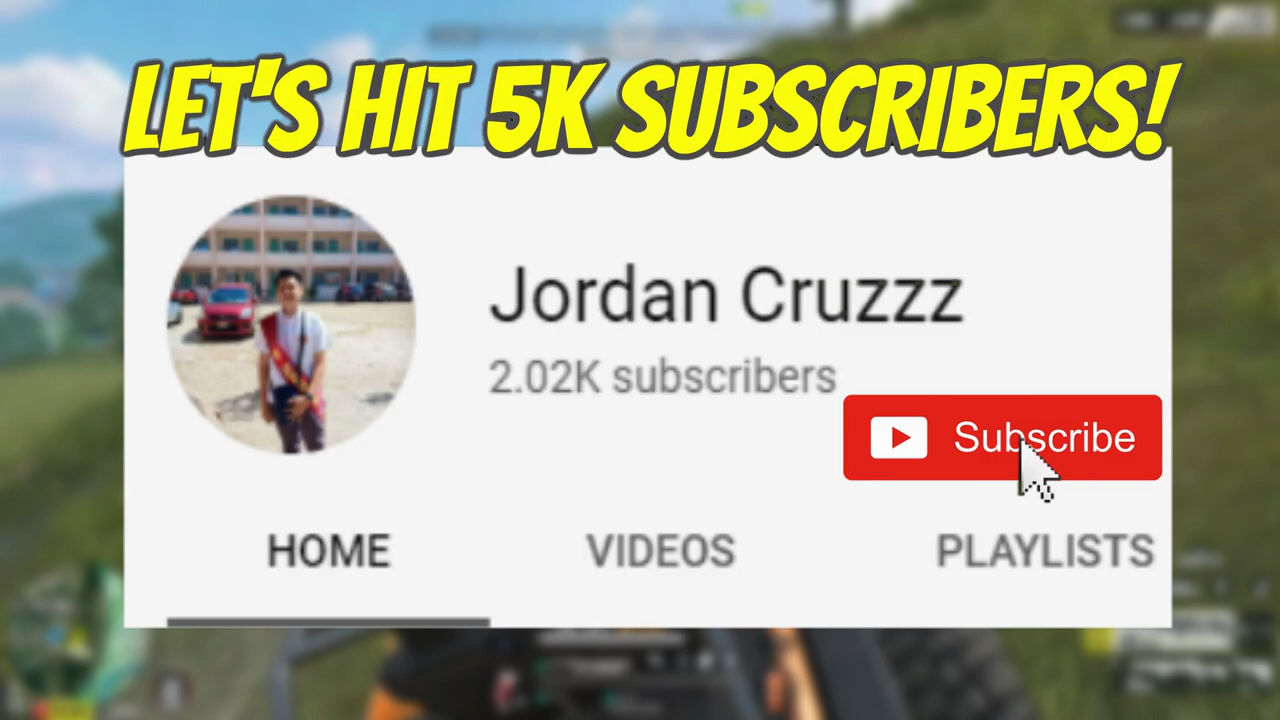 LET'S HIT 5K SUBSCRIBERS!
Jordan Cruzzz
2.02K subscribers
Subscribe
HOME VIDEOS PLAYLISTS